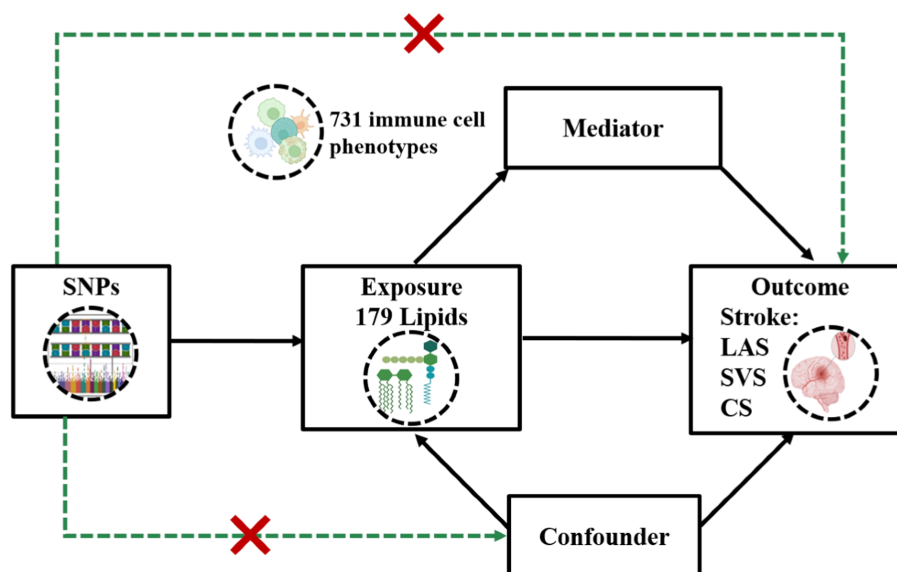 731 immune cell
phenotypes
Mediator
SNPs
Exposure
179 Lipids
Outcome
Stroke:
LAS
SVS
CS
Confounder